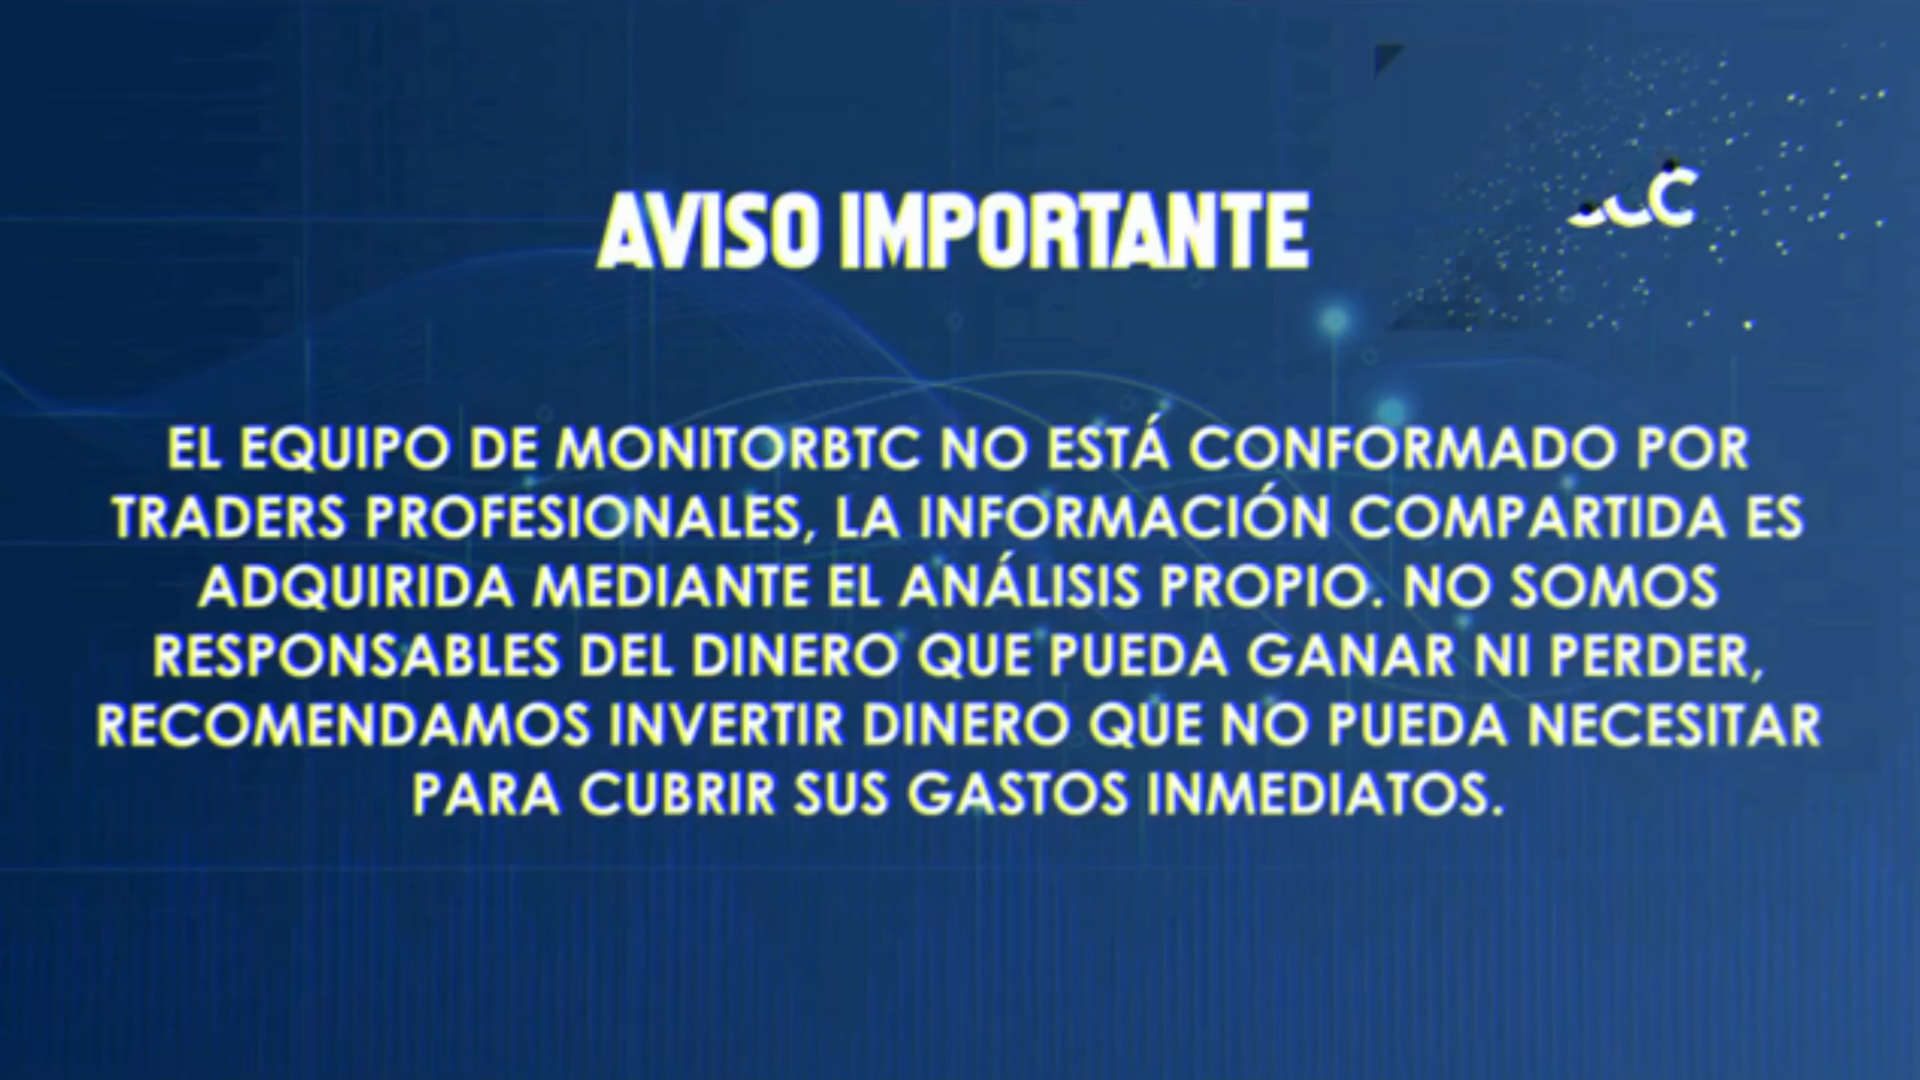 AVISO IMPORTANTE
EL EQUIPO DE MONITORBTC NO ESTÁ CONFORMADO POR
TRADERS PROFESIONALES, LA INFORMACIÓN COMPARTIDA ES
ADQUIRIDA MEDIANTE EL ANÁLISIS PROPIO. NO SOMOS
RESPONSABLES DEL DINERO QUE PUEDA GANAR NI PERDER,
RECOMENDAMOS INVERTIR DINERO QUE NO PUEDA NECESITAR
PARA CUBRIR SUS GASTOS INMEDIATOS.